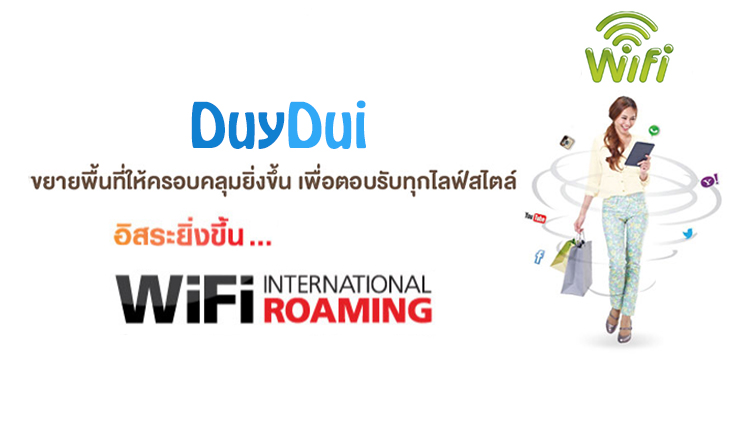 Wifi
DuyDui
ขยายพื้นที่ให้ครอบคลุมยิ่งขึ้น เพื่อตอบรับทุกไลฟ์สไตล์
อิสระยิ่งขึ้น...
WiFi INTERNATIONAL
ROAMING
You Tube
Y!
f